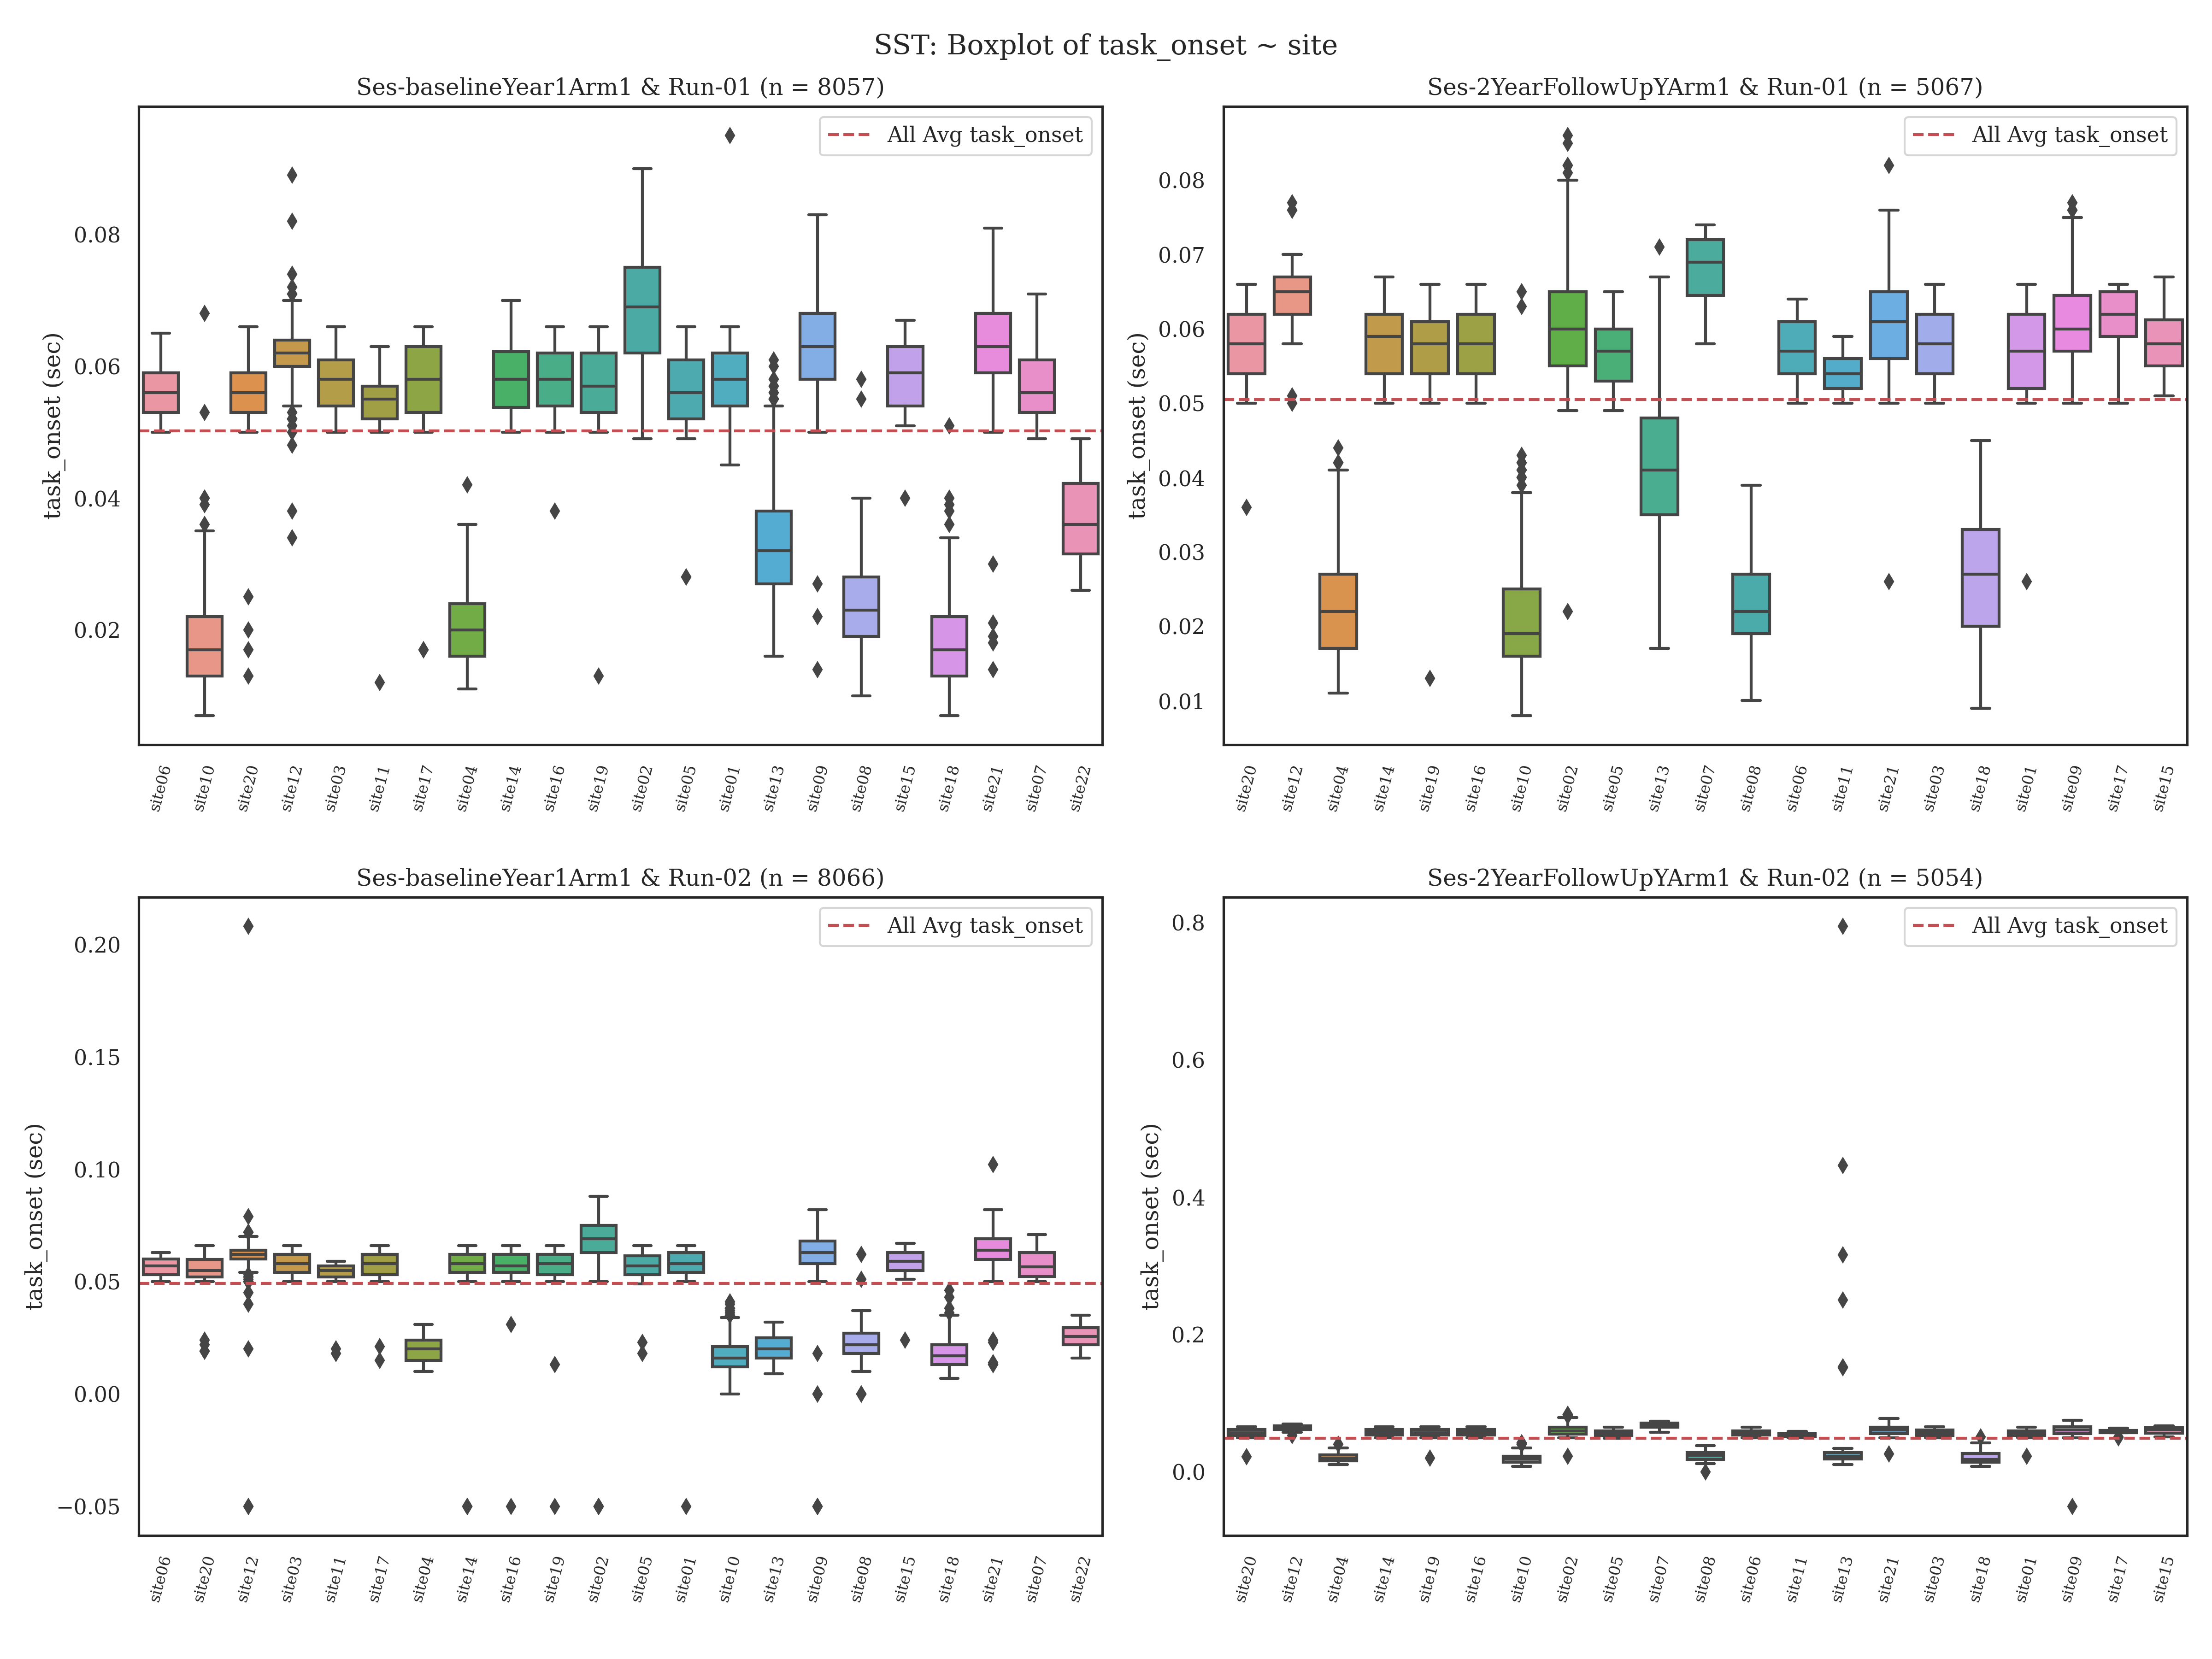 SST: Boxplot of task_onset ~ site
Ses-baselineYear1Arm1 & Run-01 (n = 8057)
All Avg task_onset
task_onset (sec)
0.08
0.06
0.04
0.02
site06 site10 site20 site12 site03 site11 site17 site04 site14 site16 site19 site02 site05 site01 site13 site09 site08 site15 site18 site21 site07 site22
Ses-2YearFollowUpYArm1 & Run-01 (n = 5067)
All Avg task_onset
task_onset (sec)
0.08
0.07
0.06
0.05
0.04
0.03
0.02
0.01
site20 site12 site04 site14 site19 site16 site10 site02 site05 site13 site07 site08 site06 site11 site21 site03 site18 site01 site09 site17 site15
Ses-baselineYear1Arm1 & Run-02 (n = 8066)
All Avg task_onset
task_onset (sec)
0.20
0.15
0.10
0.05
0.00
−0.05
site06 site20 site12 site03 site11 site17 site04 site14 site16 site19 site02 site05 site01 site10 site13 site09 site08 site15 site18 site21 site07 site22
Ses-2YearFollowUpYArm1 & Run-02 (n = 5054)
All Avg task_onset
task_onset (sec)
0.8
0.6
0.4
0.2
0.0
site20 site12 site04 site14 site19 site16 site10 site02 site05 site07 site08 site06 site11 site13 site21 site03 site18 site01 site09 site17 site15